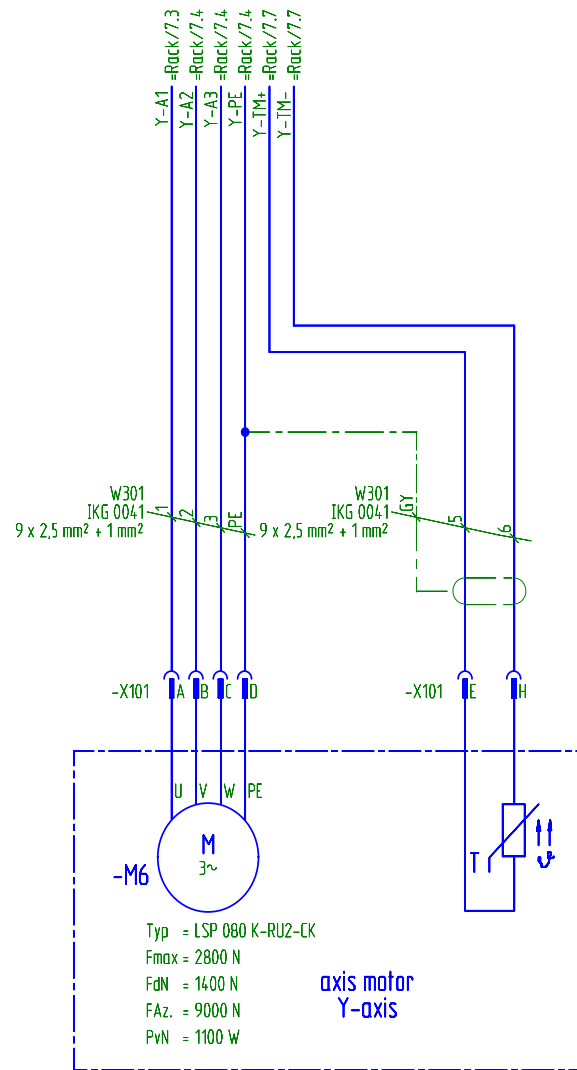 =Rack/7.3
=Rack/7.4
=Rack/7.4
=Rack/7.4
=Rack/7.7
=Rack/7.7
Y-A1
Y-A2
Y-A3
Y-PE
Y-TM+
Y-TM-
W301
IKG 0041
9 x 2,5 mm² + 1 mm²
1
2
3
PE
W301
IKG 0041
9 x 2,5 mm² + 1 mm²
GY
5
6
-X101 A B C D
-X101 E H
U V W PE
M
3~
-M6
T ϑ
Typ = LSP 080 K-RU2-CK
Fmax = 2800 N
FdN = 1400 N
FAz. = 9000 N
PvN = 1100 W
axis motor
Y-axis